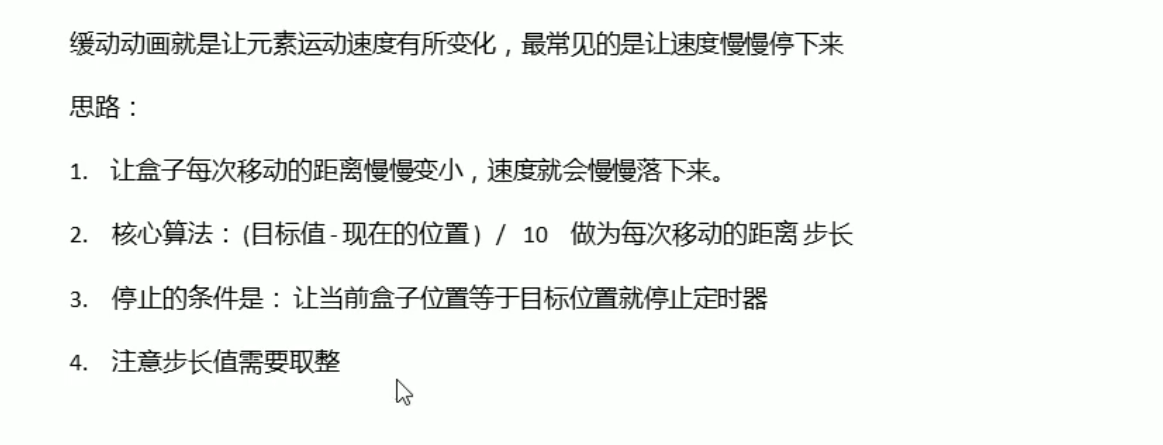 缓动动画就是让元素运动速度有所变化，最常见的是让速度慢慢停下来
思路：
1. 让盒子每次移动的距离慢慢变小，速度就会慢慢落下来。
2. 核心算法：(目标值 - 现在的位置) / 10 做为每次移动的距离 步长
3. 停止的条件是：让当前盒子位置等于目标位置就停止定时器
4. 注意步长值需要取整